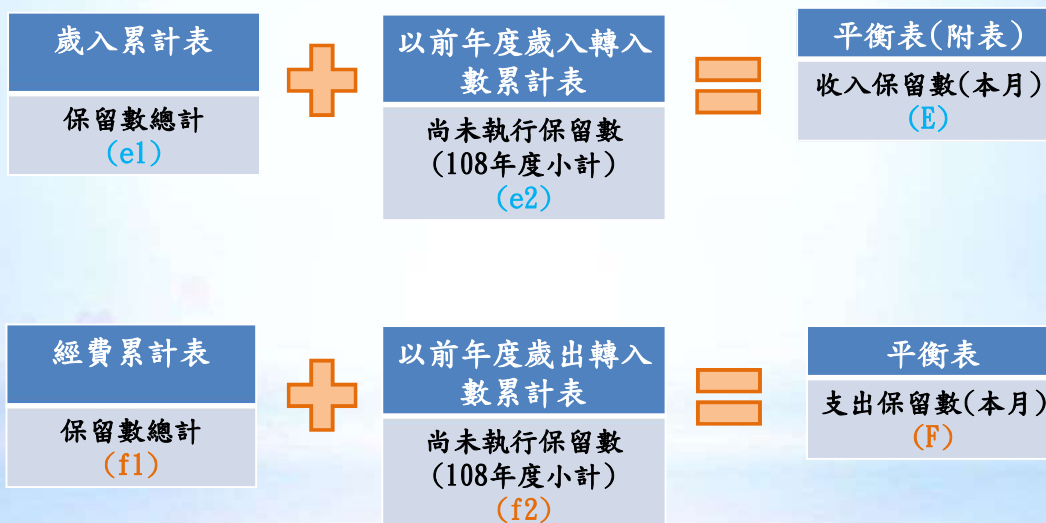 歲入累計表
保留數總計
(e1)
以前年度歲入轉入
數累計表
尚未執行保留數
(108年度小計)
(e2)
平衡表(附表)
收入保留數(本月)
(E)
經費累計表
保留數總計
(f1)
以前年度歲出轉入
數累計表
尚未執行保留數
(108年度小計)
(f2)
平衡表
支出保留數(本月)
(F)